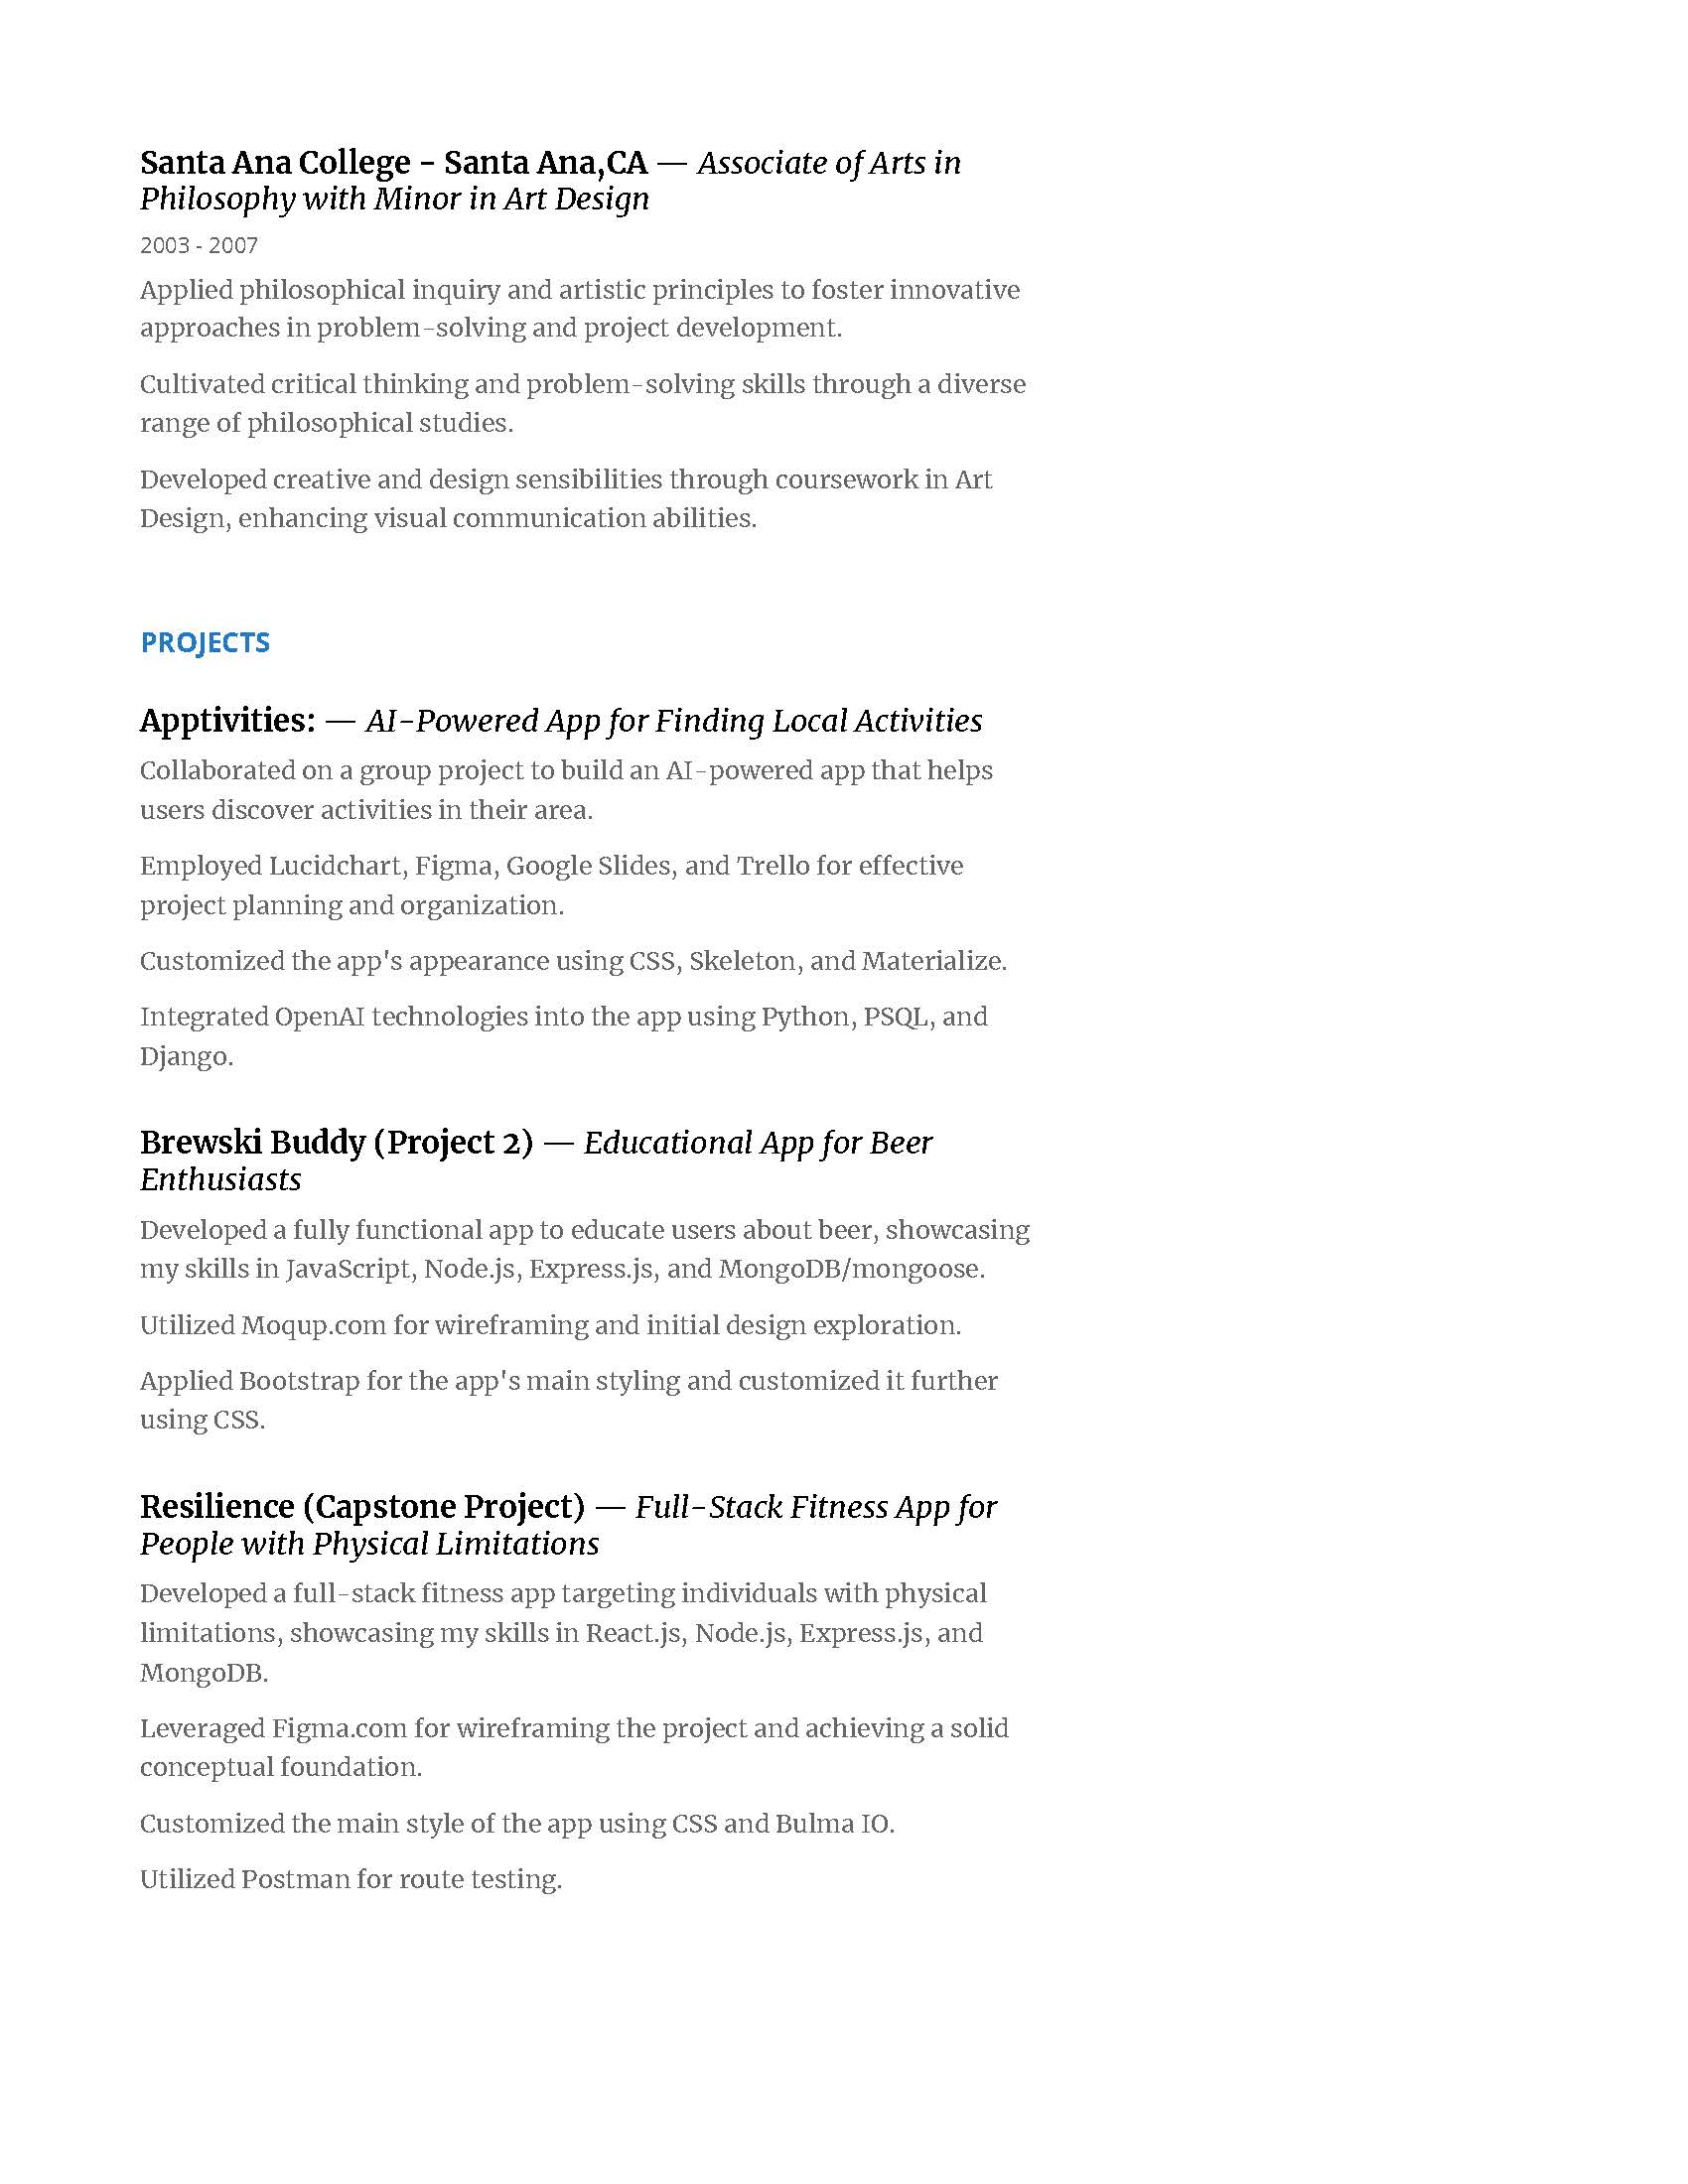 Santa Ana College - Santa Ana,CA — Associate of Arts in
Philosophy with Minor in Art Design
2003 - 2007
Applied philosophical inquiry and artistic principles to foster innovative
approaches in problem-solving and project development.
Cultivated critical thinking and problem-solving skills through a diverse
range of philosophical studies.
Developed creative and design sensibilities through coursework in Art
Design, enhancing visual communication abilities.
PROJECTS
Apptivities: — AI-Powered App for Finding Local Activities
Collaborated on a group project to build an AI-powered app that helps
users discover activities in their area.
Employed Lucidchart, Figma, Google Slides, and Trello for effective
project planning and organization.
Customized the app's appearance using CSS, Skeleton, and Materialize.
Integrated OpenAI technologies into the app using Python, PSQL, and
Django.
Brewski Buddy (Project 2) — Educational App for Beer
Enthusiasts
Developed a fully functional app to educate users about beer, showcasing
my skills in JavaScript, Node.js, Express.js, and MongoDB/mongoose.
Utilized Moqup.com for wireframing and initial design exploration.
Applied Bootstrap for the app's main styling and customized it further
using CSS.
Resilience (Capstone Project) — Full-Stack Fitness App for
People with Physical Limitations
Developed a full-stack fitness app targeting individuals with physical
limitations, showcasing my skills in React.js, Node.js, Express.js, and
MongoDB.
Leveraged Figma.com for wireframing the project and achieving a solid
conceptual foundation.
Customized the main style of the app using CSS and Bulma IO.
Utilized Postman for route testing.